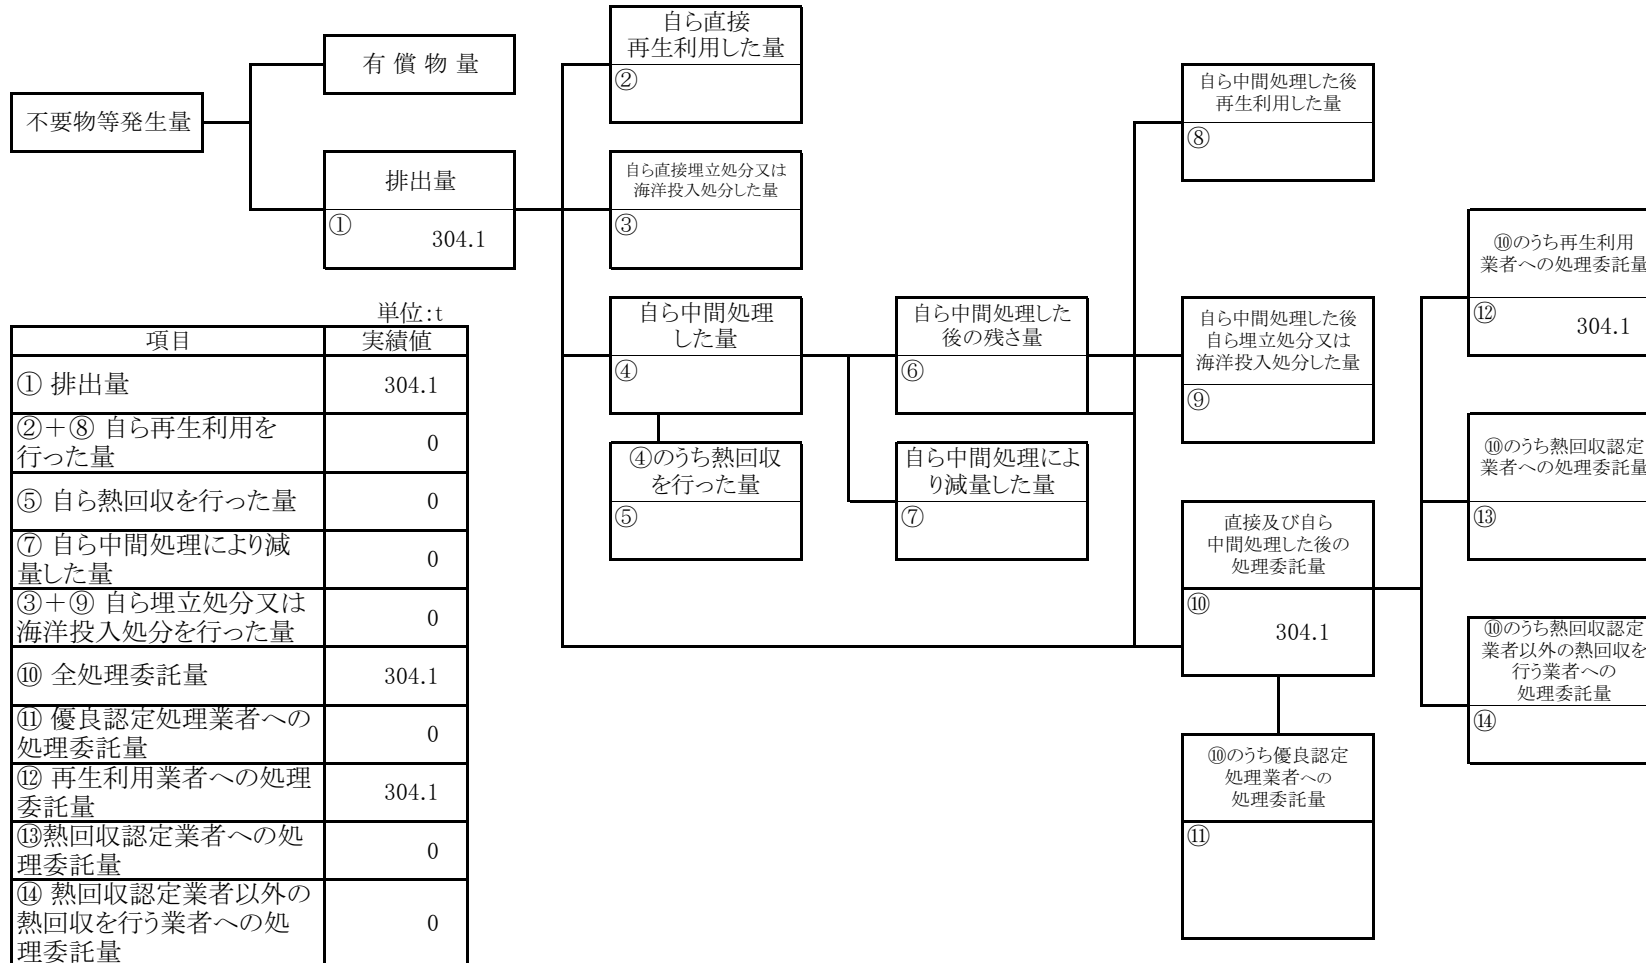 自ら直接
再生利用した量
②
有 償 物 量
不要物等発生量
排出量
①
304.1
自ら直接埋立処分又は
海洋投入処分した量
③
自ら中間処理した後
再生利用した量
⑧
自ら中間処理
した量
④
自ら中間処理した
後の残さ量
⑥
自ら中間処理した後
自ら埋立処分又は
海洋投入処分した量
⑨
④のうち熱回収
を行った量
⑤
自ら中間処理によ
り減量した量
⑦
直接及び自ら
中間処理した後の
処理委託量
⑩
304.1
⑩のうち優良認定
処理業者への
処理委託量
⑪
⑩のうち再生利用
業者への処理委託量
⑫
304.1
⑩のうち熱回収認定
業者への処理委託量
⑬
⑩のうち熱回収認定
業者以外の熱回収を
行う業者への
処理委託量
⑭
単位:t
項目 実績値
① 排出量 304.1
②＋⑧ 自ら再生利用を
行った量 0
⑤ 自ら熱回収を行った量 0
⑦ 自ら中間処理により減
量した量 0
③＋⑨ 自ら埋立処分又は
海洋投入処分を行った量 0
⑩ 全処理委託量 304.1
⑪ 優良認定処理業者への
処理委託量 0
⑫ 再生利用業者への処理
委託量 304.1
⑬熱回収認定業者への処
理委託量 0
⑭ 熱回収認定業者以外の
熱回収を行う業者への処
理委託量 0